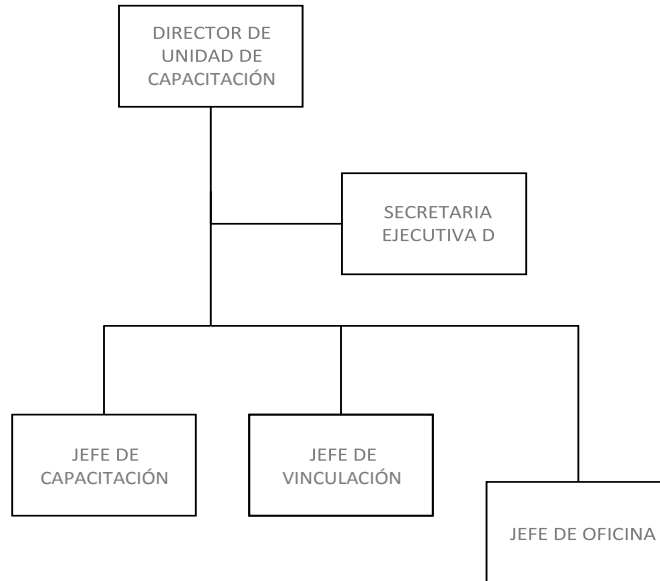 DIRECTOR DE
UNIDAD DE
CAPACITACIÓN
SECRETARIA
EJECUTIVA D
JEFE DE
CAPACITACIÓN
JEFE DE
VINCULACIÓN
JEFE DE OFICINA